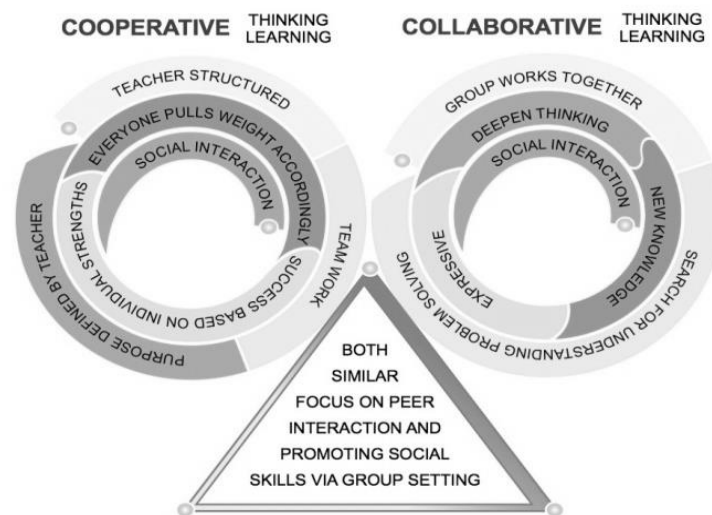 COOPERATIVE THINKING LEARNING
TEACHER STRUCTURED
EVERYONE PULLS WEIGHT ACCORDINGLY
SOCIAL INTERACTION
SUCCESS BASED ON INDIVIDUAL STRENGTHS
TEAM WORK
PURPOSE DEFINED BY TEACHER
COLLABORATIVE THINKING LEARNING
GROUP WORKS TOGETHER
DEEPEN THINKING
SOCIAL INTERACTION
NEW KNOWLEDGE
EXPRESSIVE
SEARCH FOR UNDERSTANDING PROBLEM SOLVING
BOTH
SIMILAR
FOCUS ON PEER
INTERACTION AND
PROMOTING SOCIAL
SKILLS VIA GROUP SETTING